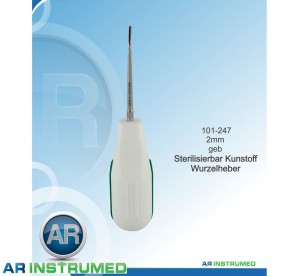 101-247
2mm
geb
Sterilisierbar Kunstoff
Wurzelheber
AR
AR INSTRUMED
AR INSTRUMED